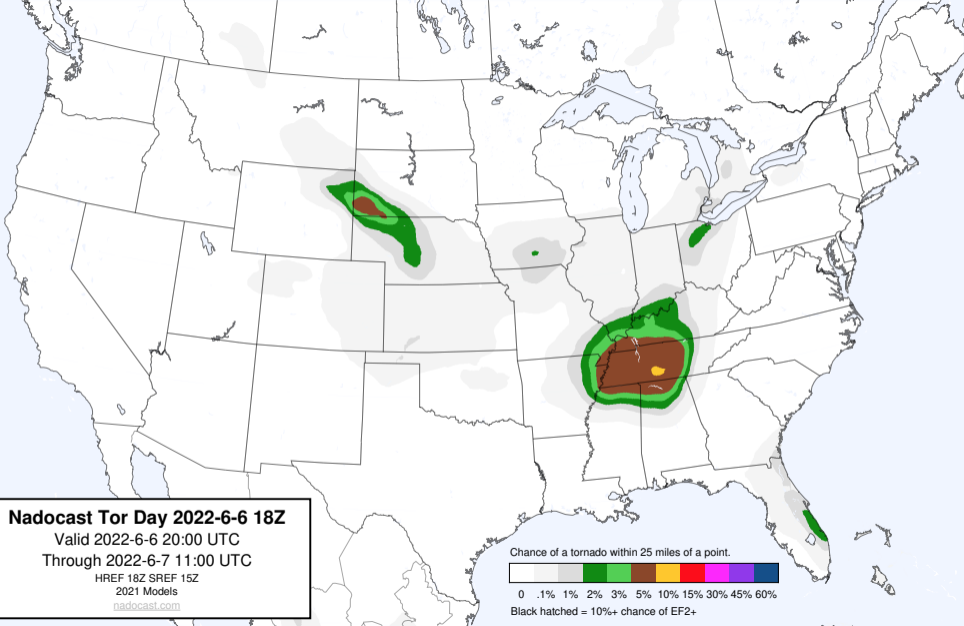 Nadocast Tor Day 2022-6-6 18Z
Valid 2022-6-6 20:00 UTC
Through 2022-6-7 11:00 UTC
HREF 18Z SREF 15Z
2021 Models
nadocast.com
Chance of a tornado within 25 miles of a point.
0 .1% 1% 2% 3% 5% 10% 15% 30% 45% 60%
Black hatched = 10%+ chance of EF2+